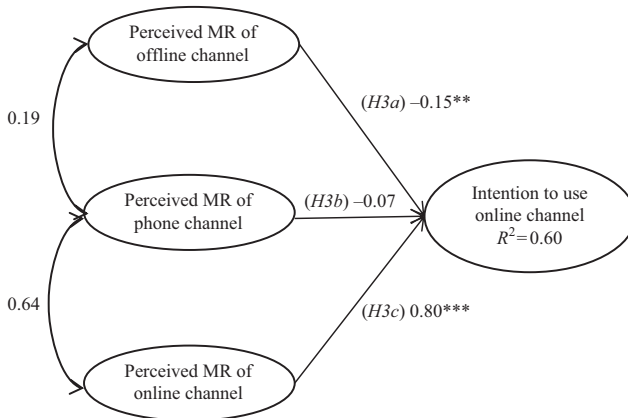 Perceived MR of
offline channel
0.19
(H3a) –0.15**
Perceived MR of
phone channel
(H3b) –0.07
Intention to use
online channel
R²=0.60
0.64
(H3c) 0.80***
Perceived MR of
online channel